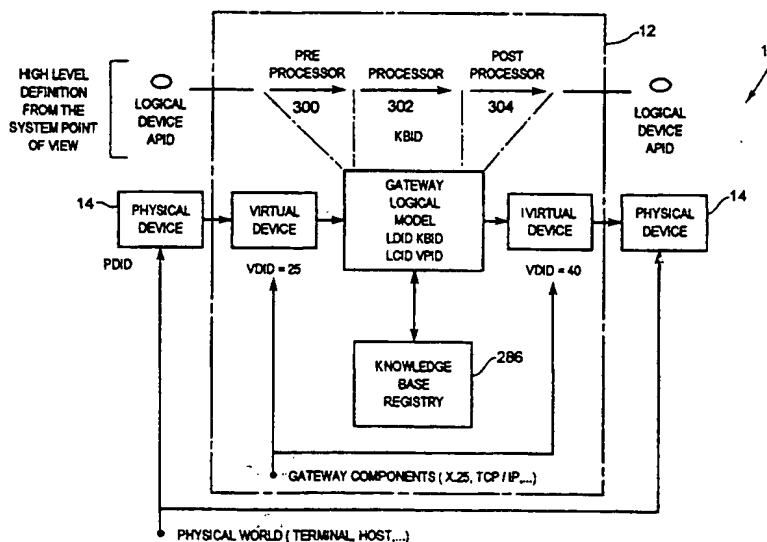 12
1
PRE
PROCESSOR
PROCESSOR
POST
PROCESSOR
HIGH LEVEL
DEFINITION
FROM THE
SYSTEM POINT
OF VIEW
LOGICAL
DEVICE
APID
300
302
304
KBID
LOGICAL
DEVICE
APID
14
PHYSICAL
DEVICE
PDID
VIRTUAL
DEVICE
VDID = 25
GATEWAY
LOGICAL
MODEL
LDID KBID
LCID VPID
IVIRTUAL
DEVICE
VDID = 40
14
PHYSICAL
DEVICE
KNOWLEDGE
BASE
REGISTRY
286
GATEWAY COMPONENTS ( X.25, TCP / IP,...)
PHYSICAL WORLD ( TERMINAL, HOST,...)